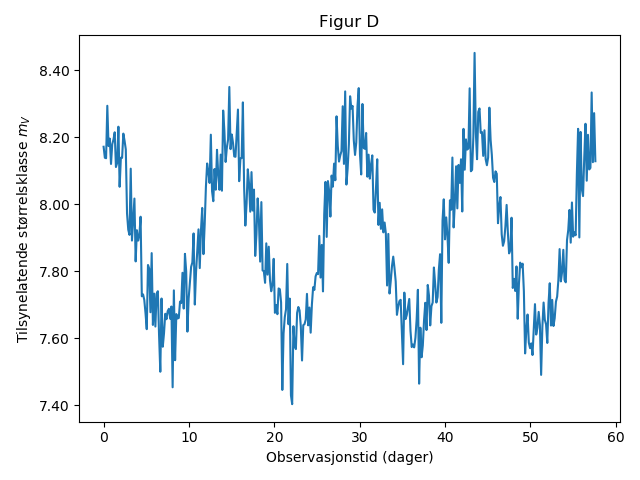 Figur D
Tilsynelatende størrelsklasse $m_V$
8.40
8.20
8.00
7.80
7.60
7.40
0 10 20 30 40 50 60
Observasjonstid (dager)